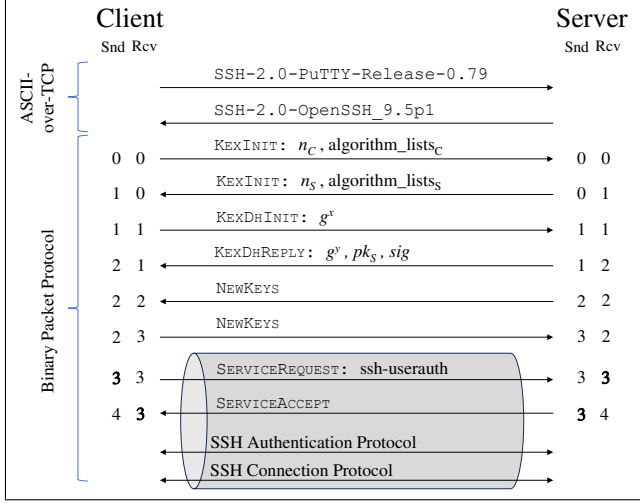 Client Server
Snd Rcv Snd Rcv
ASCII-
over-TCP
SSH-2.0-PuTTY-Release-0.79
SSH-2.0-OpenSSH_9.5p1
Binary Packet Protocol
KEXINIT: n_C , algorithm_lists_C
0 0 0 0
KEXINIT: n_S , algorithm_lists_S
1 0 0 1
KEXDHINIT: g^x
1 1 1 1
KEXDHREPLY: g^y , pk_S , sig
2 1 1 2
NEWKEYS
2 2 2 2
NEWKEYS
2 3 3 2
SERVICEREQUEST: ssh-userauth
3 3 3 3
SERVICEACCEPT
4 3 3 4
SSH Authentication Protocol
SSH Connection Protocol